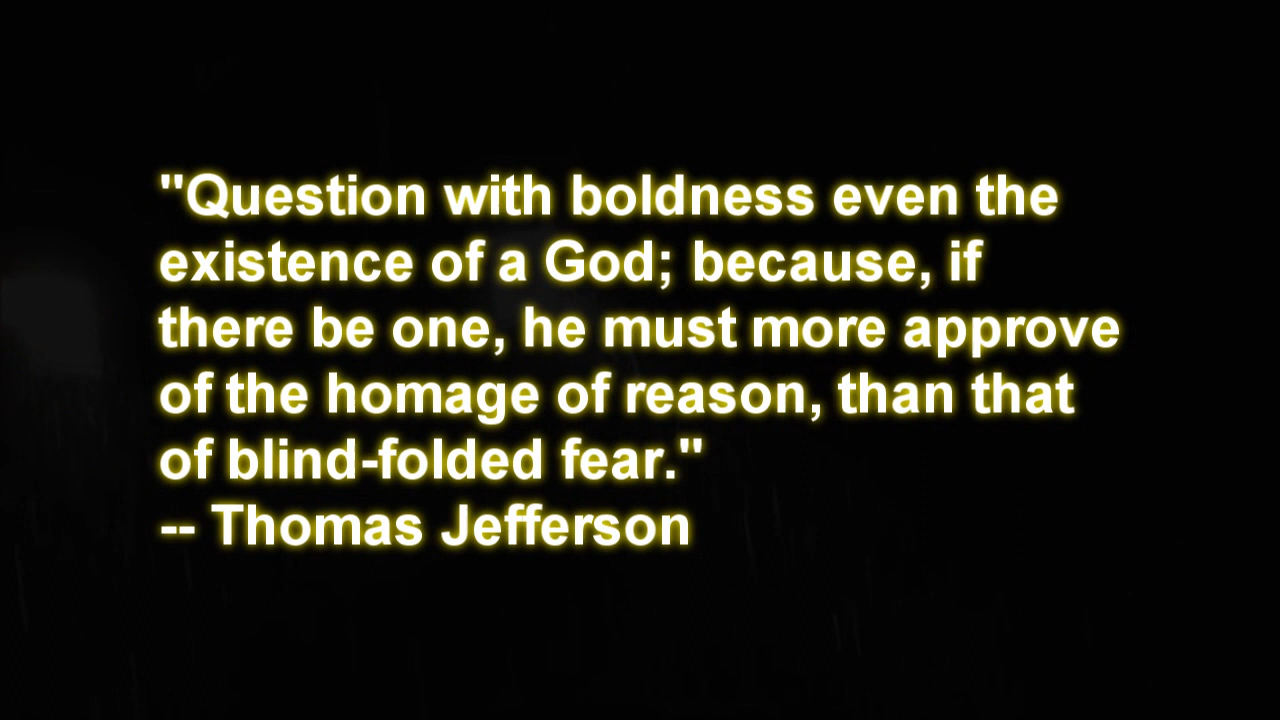 "Question with boldness even the
existence of a God; because, if
there be one, he must more approve
of the homage of reason, than that
of blind-folded fear."
-- Thomas Jefferson